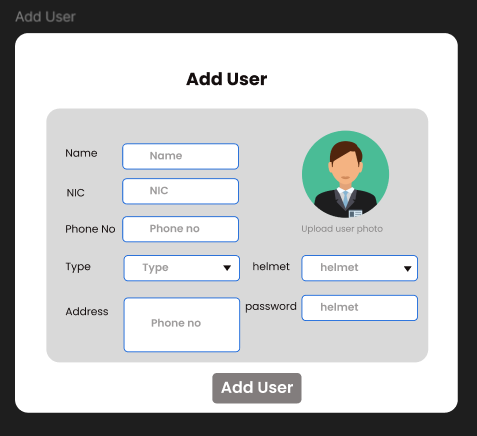 Add User
Add User
Name Name
NIC NIC
Phone No Phone no
Upload user photo
Type Type helmet helmet
Address Phone no password helmet
Add User